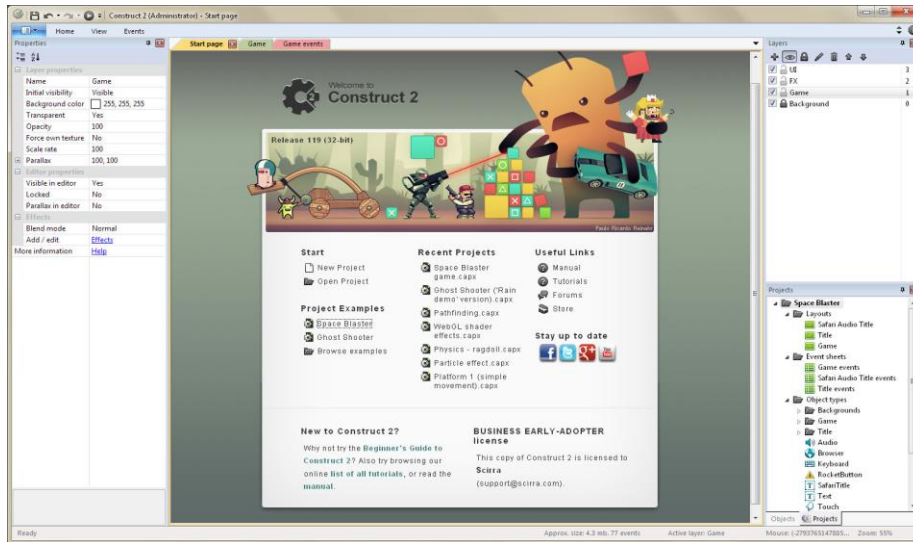 Construct 2 (Administrator) - Start page
Home View Events
Properties
Start page Game Game events
Layers
Layer properties
Name Game
Initial visibility Visible
Background color 255, 255, 255
Transparent Yes
Opacity 100
Force own texture No
Scale rate 100
Parallax 100, 100
Editor properties
Visible in editor Yes
Locked No
Parallax in editor No
Effects
Blend mode Normal
Add / edit Effects
More information Help
Welcome to
Construct 2
Release 119 (32-bit)
Paulo Ricardo
Start
New Project
Open Project
Project Examples
Space Blaster
Ghost Shooter
Browse examples
Recent Projects
Space Blaster
game.capx
Ghost Shooter ('Rain
demo' version).capx
Pathfinding.capx
WebGL shader
effects.capx
Physics - ragdoll.capx
Particle effect.capx
Platform 1 (simple
movement).capx
Useful Links
Manual
Tutorials
Forums
Store
Stay up to date
New to Construct 2?
Why not try the Beginner's Guide to
Construct 2? Also try browsing our
online list of all tutorials, or read the
manual.
BUSINESS EARLY-ADOPTER
license
This copy of Construct 2 is licensed to
Scirra
(support@scirra.com).
UI 3
FX 2
Game 1
Background 0
Projects
Space Blaster
Layouts
Safari Audio Title
Title
Game
Event sheets
Game events
Safari Audio Title events
Title events
Object types
Backgrounds
Game
Title
Audio
Browser
Keyboard
RocketButton
SafariTitle
Text
Touch
Objects Projects
Ready
Approx. size: 4.3 mb. 77 events
Active layer: Game
Mouse: (-2793765147885...
Zoom: 55%